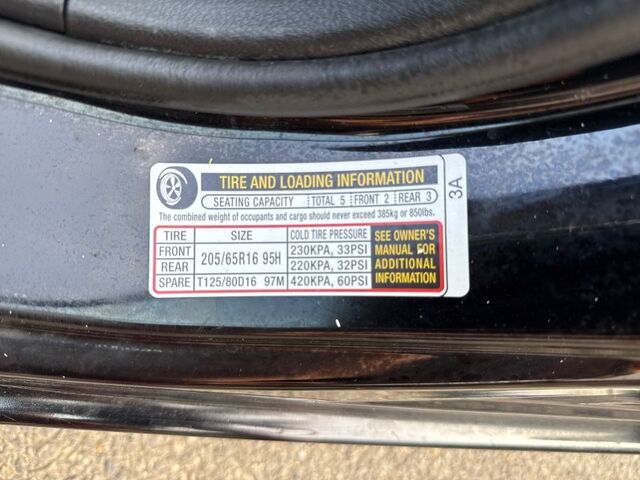 TIRE AND LOADING INFORMATION
SEATING CAPACITY TOTAL 5 FRONT 2 REAR 3
The combined weight of occupants and cargo should never exceed 385kg or 850lbs.
3A
TIRE SIZE COLD TIRE PRESSURE
FRONT 205/65R16 95H 230KPA, 33PSI
REAR 220KPA, 32PSI
SPARE T125/80D16 97M 420KPA, 60PSI
SEE OWNER'S
MANUAL FOR
ADDITIONAL
INFORMATION